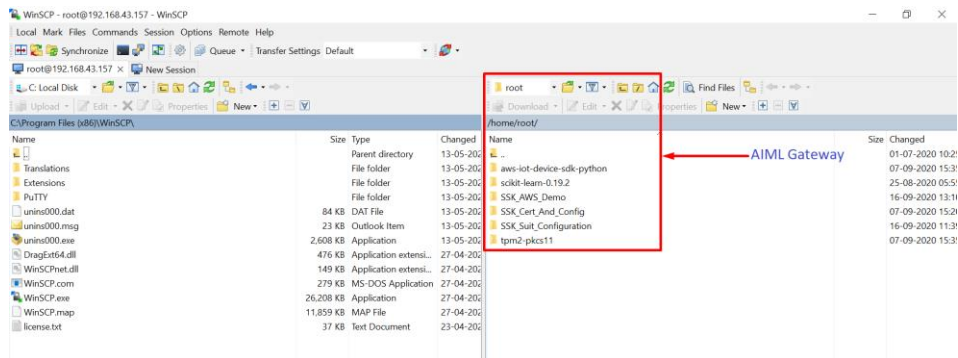 WinSCP - root@192.168.43.157 - WinSCP
Local Mark Files Commands Session Options Remote Help
Synchronize Queue Transfer Settings Default
root@192.168.43.157 × New Session
C: Local Disk
root Find Files
Upload Edit Properties New
Download Edit Properties New
C:\Program Files (x86)\WinSCP\
/home/root/
Name Size Type Changed
Parent directory 13-05-202
Translations File folder 13-05-202
Extensions File folder 13-05-202
PuTTY File folder 13-05-202
unins000.dat 84 KB DAT File 13-05-202
unins000.msg 23 KB Outlook Item 13-05-202
unins000.exe 2,608 KB Application 13-05-202
DragExt64.dll 476 KB Application extensi... 27-04-202
WinSCPnet.dll 149 KB Application extensi... 27-04-202
WinSCP.com 279 KB MS-DOS Application 27-04-202
WinSCP.exe 26,208 KB Application 27-04-202
WinSCP.map 11,859 KB MAP File 27-04-202
license.txt 37 KB Text Document 23-04-202
Name Size Changed
.. 01-07-2020 10:25
aws-iot-device-sdk-python 07-09-2020 15:35
scikit-learn-0.19.2 25-08-2020 05:55
SSK_AWS_Demo 16-09-2020 13:16
SSK_Cert_And_Config 07-09-2020 15:20
SSK_Suit_Configuration 16-09-2020 11:35
tpm2-pkcs11 07-09-2020 15:35
AIML Gateway